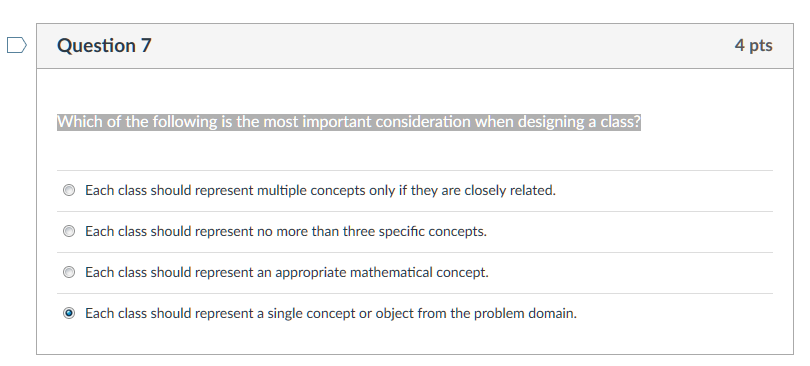 Question 7
4 pts
Which of the following is the most important consideration when designing a class?
Each class should represent multiple concepts only if they are closely related.
Each class should represent no more than three specific concepts.
Each class should represent an appropriate mathematical concept.
Each class should represent a single concept or object from the problem domain.